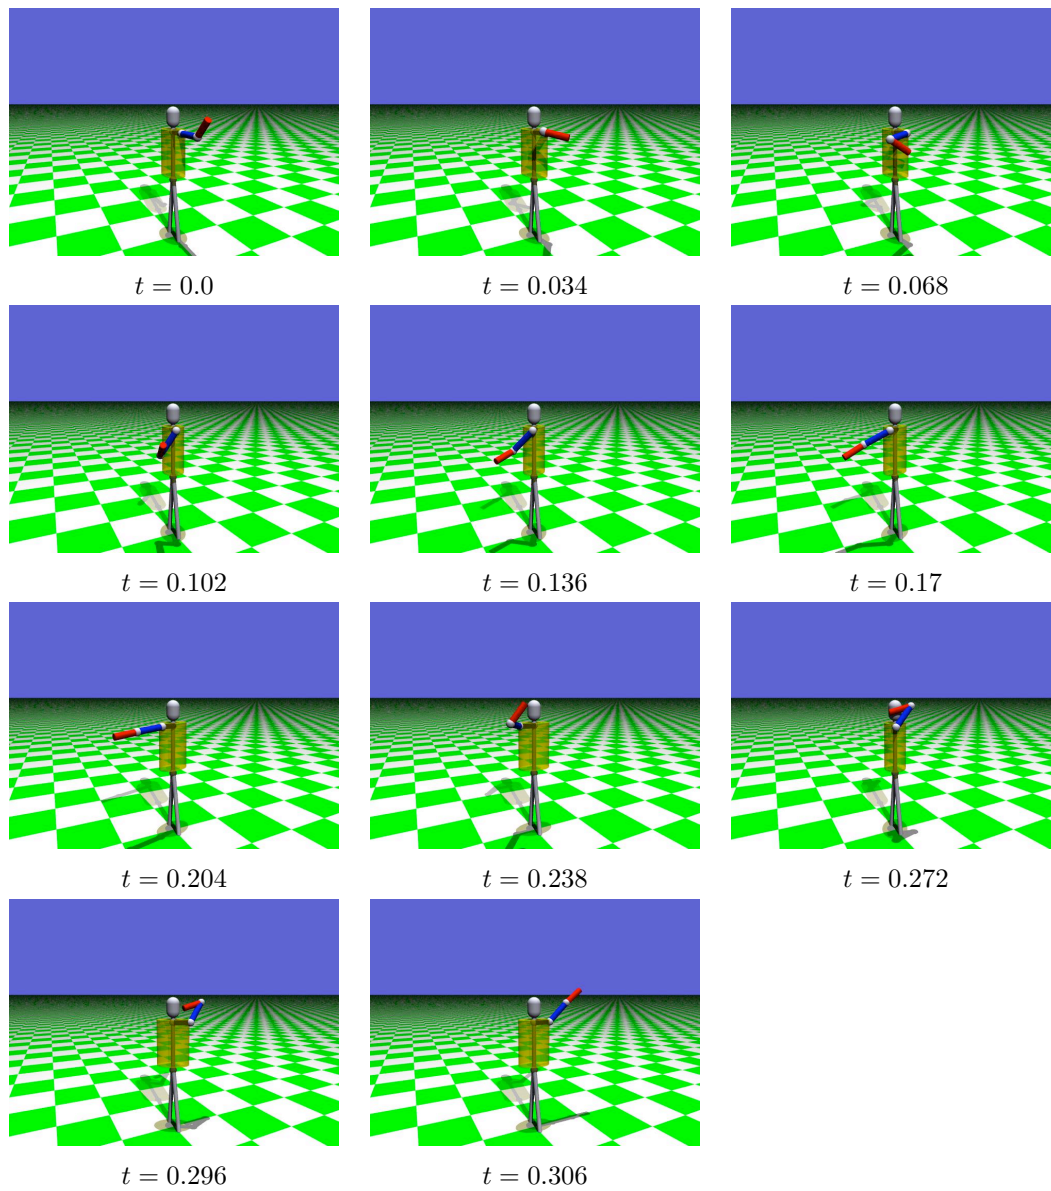 t = 0.0 t = 0.034 t = 0.068
t = 0.102 t = 0.136 t = 0.17
t = 0.204 t = 0.238 t = 0.272
t = 0.296 t = 0.306